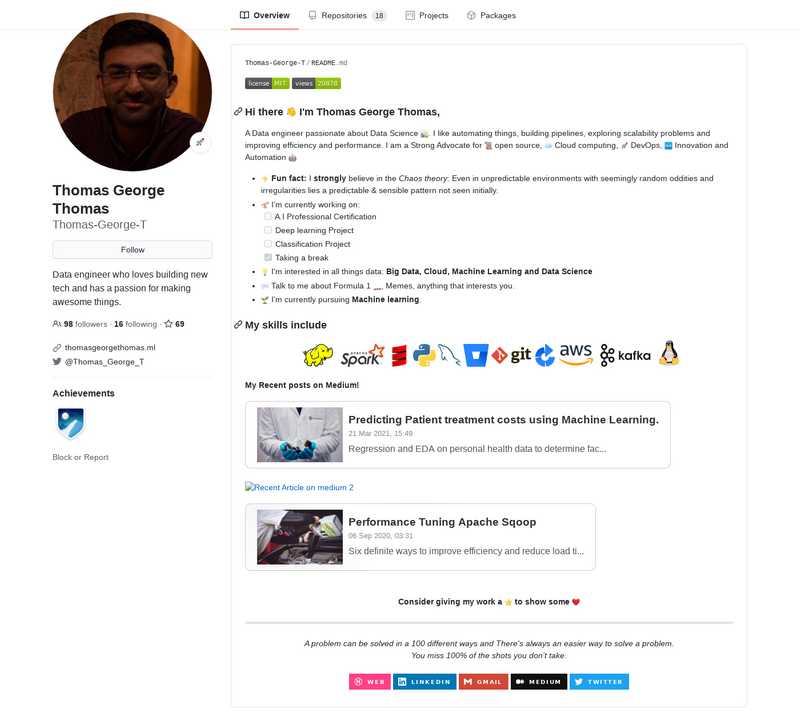 Overview
Repositories 18
Projects
Packages
Thomas George
Thomas
Thomas-George-T
Follow
Data engineer who loves building new
tech and has a passion for making
awesome things.
98 followers · 16 following · 69
thomasgeorgethomas.ml
@Thomas_George_T
Achievements
Block or Report
Thomas-George-T / README.md
license MIT views 20870
Hi there 👋 I'm Thomas George Thomas,
A Data engineer passionate about Data Science. I like automating things, building pipelines, exploring scalability problems and
improving efficiency and performance. I am a Strong Advocate for 📜 open source, ☁️ Cloud computing, 🚀 DevOps, Innovation and
Automation 🤖
• Fun fact: I strongly believe in the Chaos theory: Even in unpredictable environments with seemingly random oddities and
irregularities lies a predictable & sensible pattern not seen initially.
• I'm currently working on:
A.I Professional Certification
Deep learning Project
Classification Project
Taking a break
• 💡 I'm interested in all things data: Big Data, Cloud, Machine Learning and Data Science
• Talk to me about Formula 1 🏎️, Memes, anything that interests you.
• 🌱 I'm currently pursuing Machine learning.
My skills include
APACHE Spark
git
aws
kafka
My Recent posts on Medium!
Predicting Patient treatment costs using Machine Learning.
21 Mar 2021, 15:49
Regression and EDA on personal health data to determine fac...
Recent Article on medium 2
Performance Tuning Apache Sqoop
06 Sep 2020, 03:31
Six definite ways to improve efficiency and reduce load ti...
Consider giving my work a ⭐ to show some ❤️
A problem can be solved in a 100 different ways and There's always an easier way to solve a problem.
You miss 100% of the shots you don't take.
WEB
LINKEDIN
GMAIL
MEDIUM
TWITTER